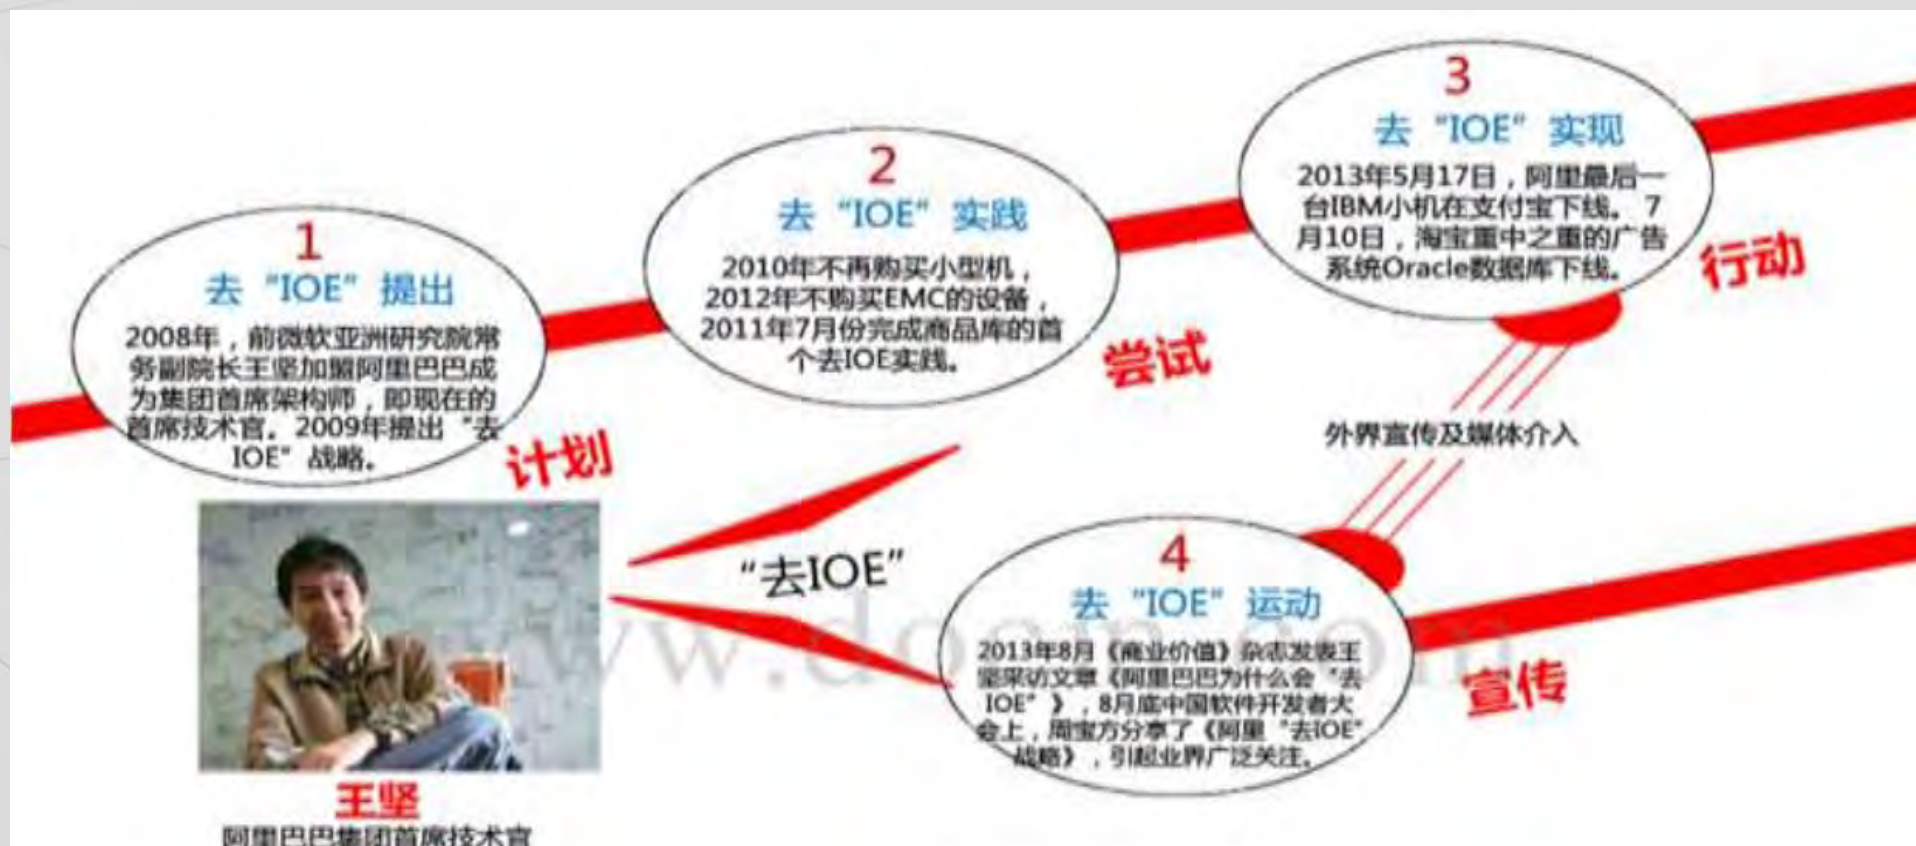 1
去“IOE”提出
2008年，前微软亚洲研究院常
务副院长王坚加盟阿里巴巴成
为集团首席架构师，即现在的
首席技术官。2009年提出“去
IOE”战略。
计划
2
去“IOE”实践
2010年不再购买小型机，
2012年不购买EMC的设备，
2011年7月份完成商品库的首
个去IOE实践。
尝试
3
去“IOE”实现
2013年5月17日，阿里最后一
台IBM小机在支付宝下线。7
月10日，淘宝重中之重的广告
系统Oracle数据库下线。
行动
外界宣传及媒体介入
“去IOE”
4
去“IOE”运动
2013年8月《商业价值》杂志发表王
坚采访文章《阿里巴巴为什么会“去
IOE”》，8月底中国软件开发者大
会上，周宝方分享了《阿里“去IOE”
战略》，引起业界广泛关注。
宣传
王坚
阿里巴巴集团首席技术官
www.docin.com